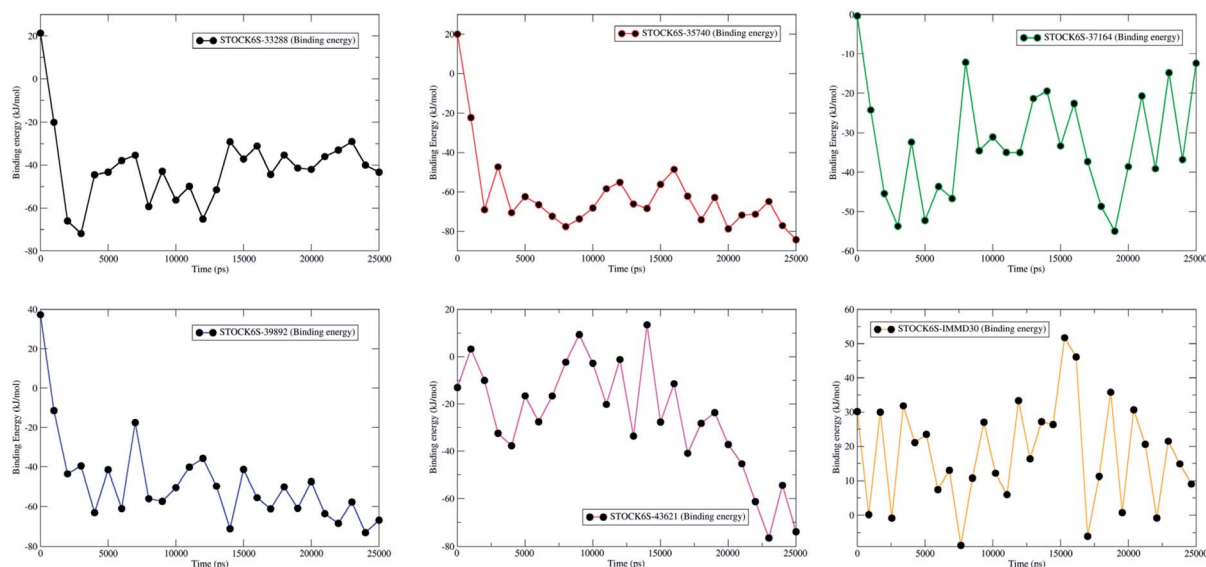 STOCK6S-33288 (Binding energy)
Binding energy (kJ/mol)
20
0
-20
-40
-60
-80
0 5000 10000 15000 20000 25000
Time (ps)
STOCK6S-35740 (Binding energy)
Binding energy (kJ/mol)
20
0
-20
-40
-60
-80
0 5000 10000 15000 20000 25000
Time (ps)
STOCK6S-37164 (Binding energy)
Binding Energy (kJ/mol)
0
-10
-20
-30
-40
-50
-60
0 5000 10000 15000 20000 25000
Time (ps)
STOCK6S-39892 (Binding energy)
Binding Energy (kJ/mol)
40
20
0
-20
-40
-60
-80
0 5000 10000 15000 20000 25000
Time (ps)
STOCK6S-43621 (Binding energy)
Binding Energy (kJ/mol)
20
0
-20
-40
-60
-80
0 5000 10000 15000 20000 25000
Time (ps)
STOCK6S-IMMD30 (Binding energy)
Binding energy (kJ/mol)
60
50
40
30
20
10
0
-10
0 5000 10000 15000 20000 25000
Time (ps)